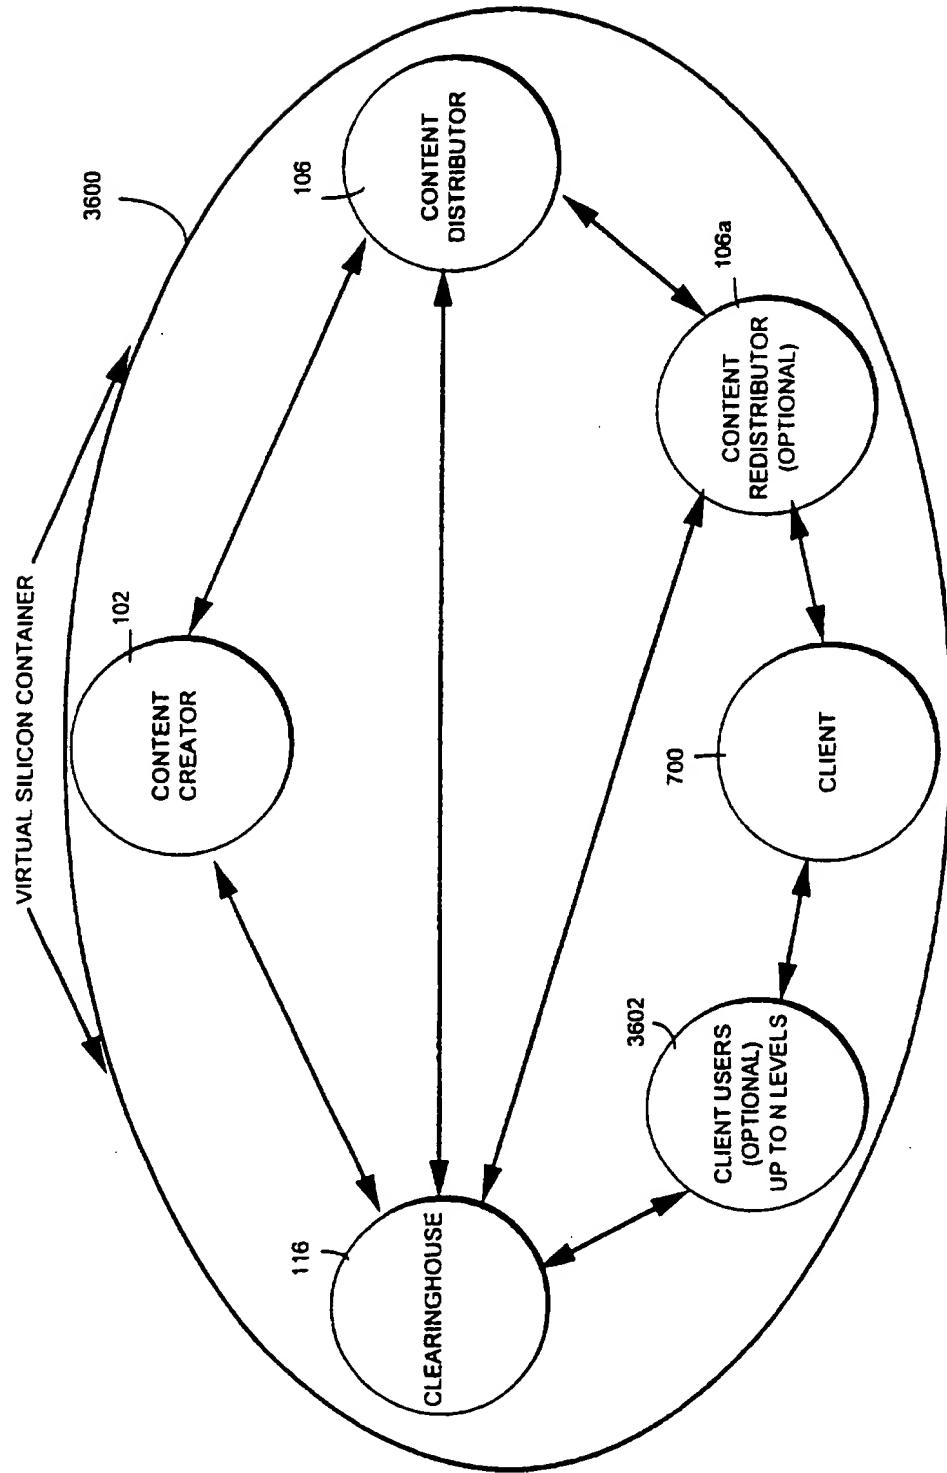 VIRTUAL SILICON CONTAINER
3600
102
CONTENT
CREATOR
106
CONTENT
DISTRIBUTOR
116
CLEARINGHOUSE
106a
CONTENT
REDISTRIBUTOR
(OPTIONAL)
3602
CLIENT USERS
(OPTIONAL)
UP TO N LEVELS
700
CLIENT